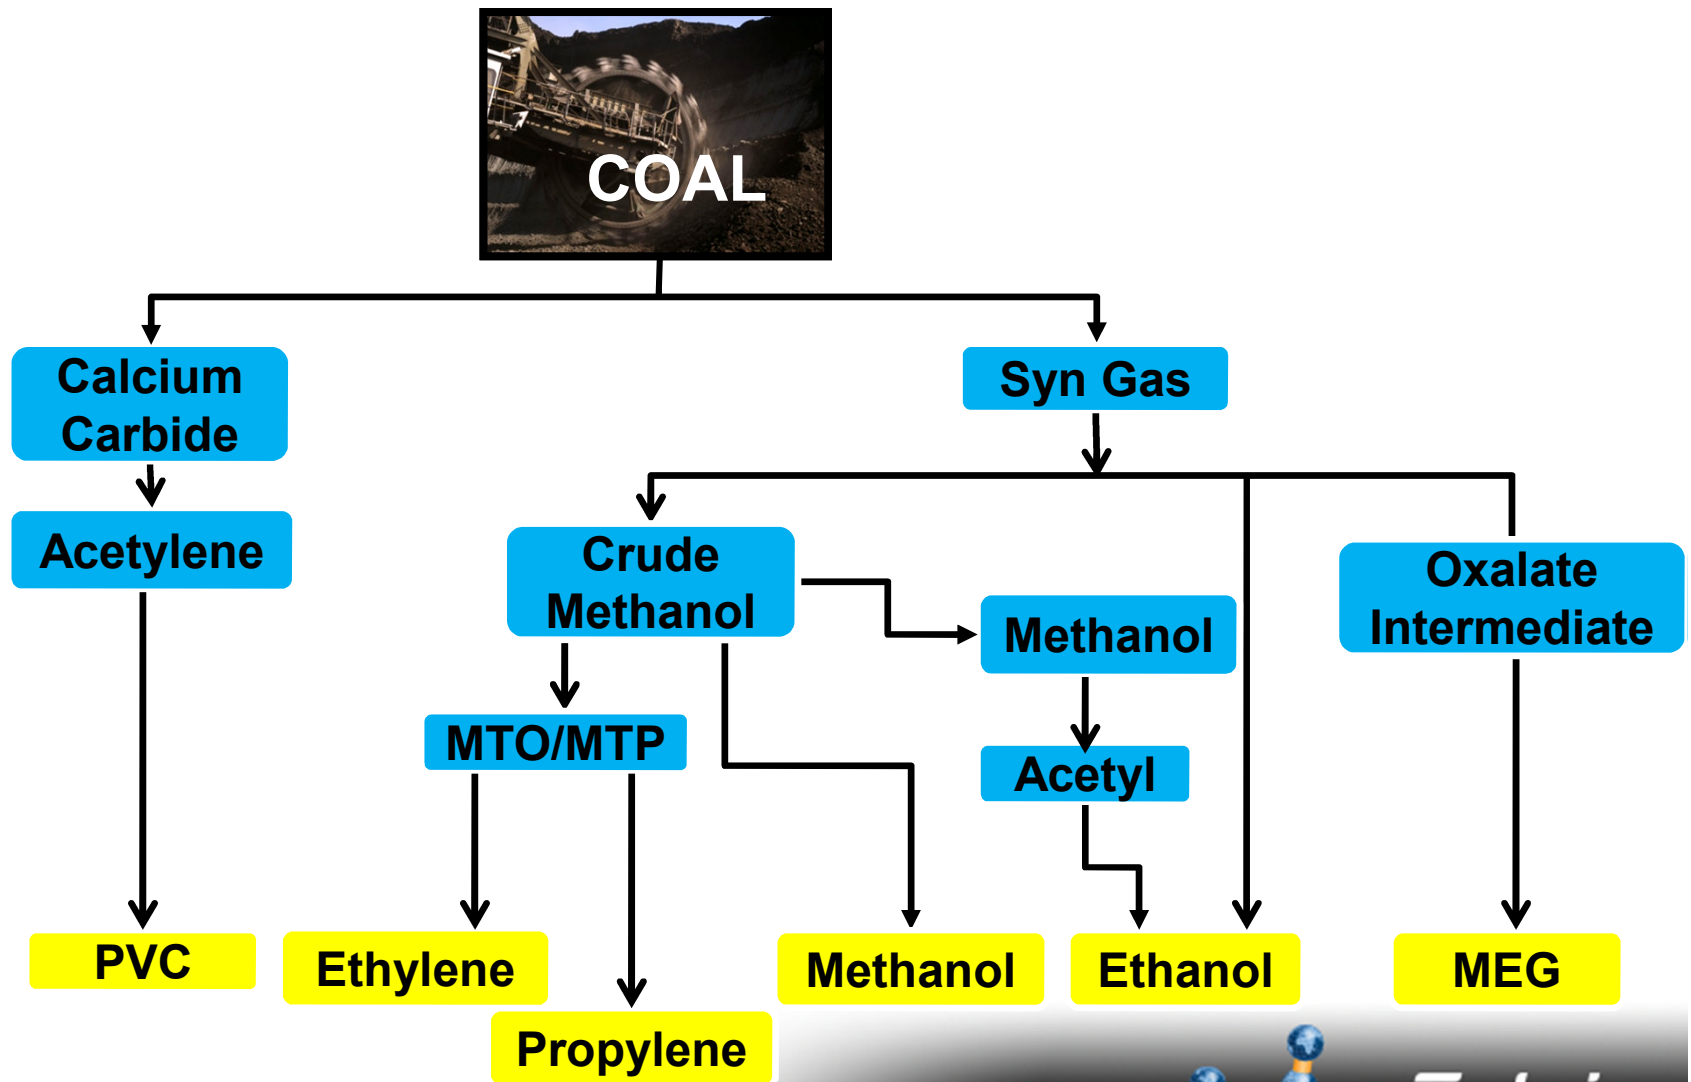 COAL
Calcium
Carbide
Syn Gas
Acetylene
Crude
Methanol
Oxalate
Intermediate
Methanol
MTO/MTP
Acetyl
PVC
Ethylene
Methanol
Ethanol
MEG
Propylene